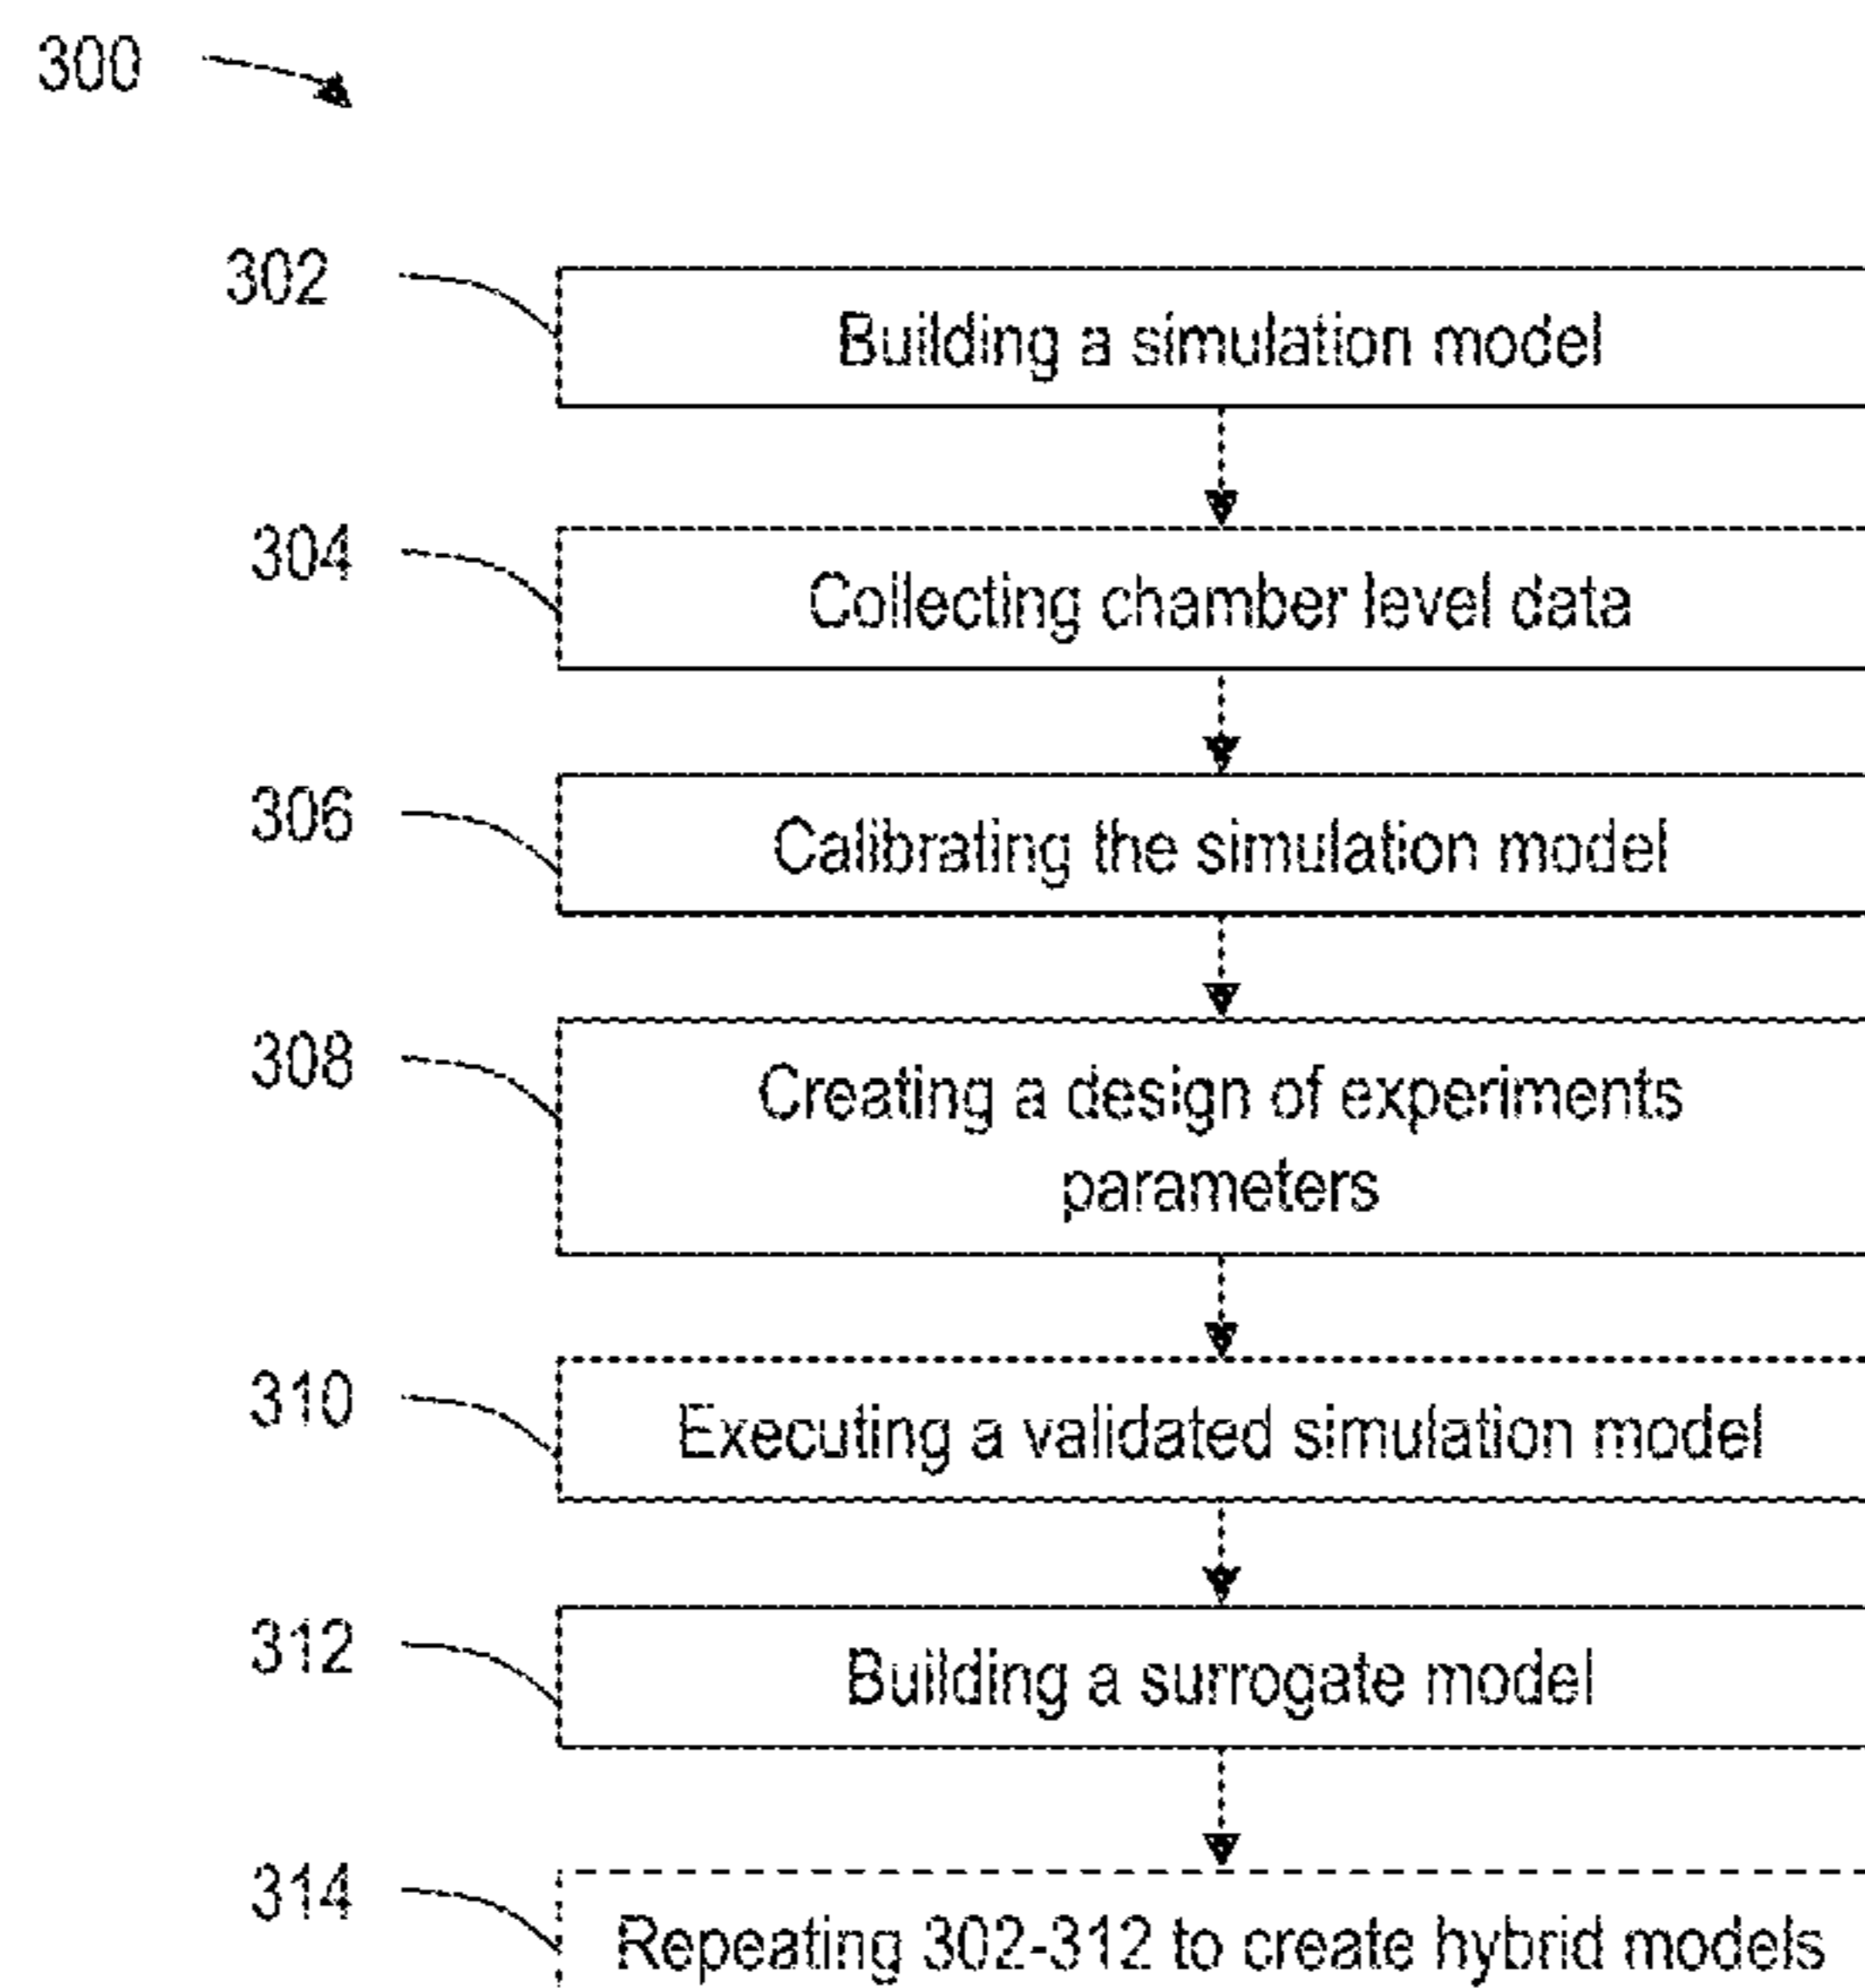 300
302
Building a simulation model
304
Collecting chamber level data
306
Calibrating the simulation model
308
Creating a design of experiments
parameters
310
Executing a validated simulation model
312
Building a surrogate model
314
Repeating 302-312 to create hybrid models